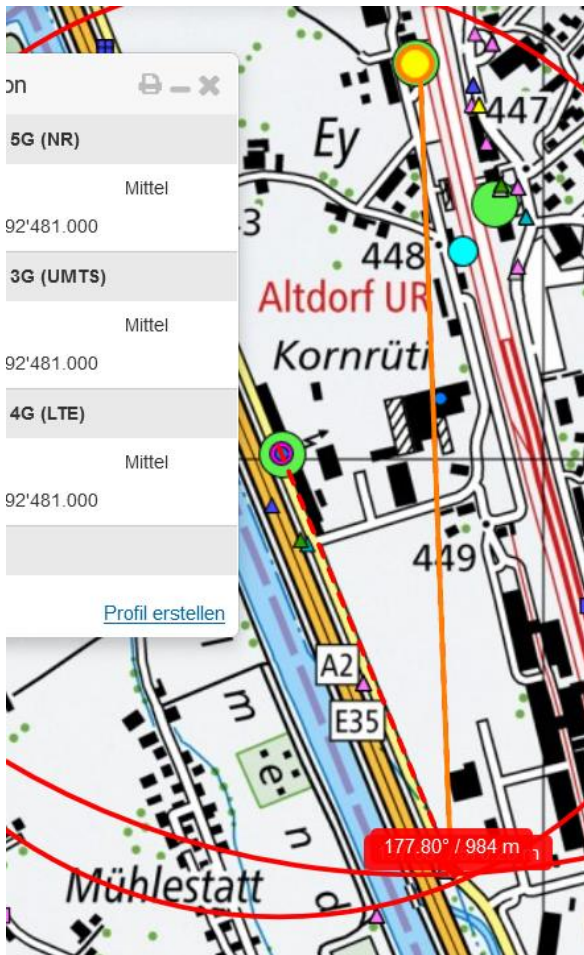 on
5G (NR)
Mittel
92'481.000
3G (UMTS)
Mittel
92'481.000
4G (LTE)
Mittel
92'481.000
Profil erstellen
447
Ey
3
448
Altdorf UR
Kornrüti
449
A2
E35
m
e
n
d
177.80° / 984 m
Mühlestatt